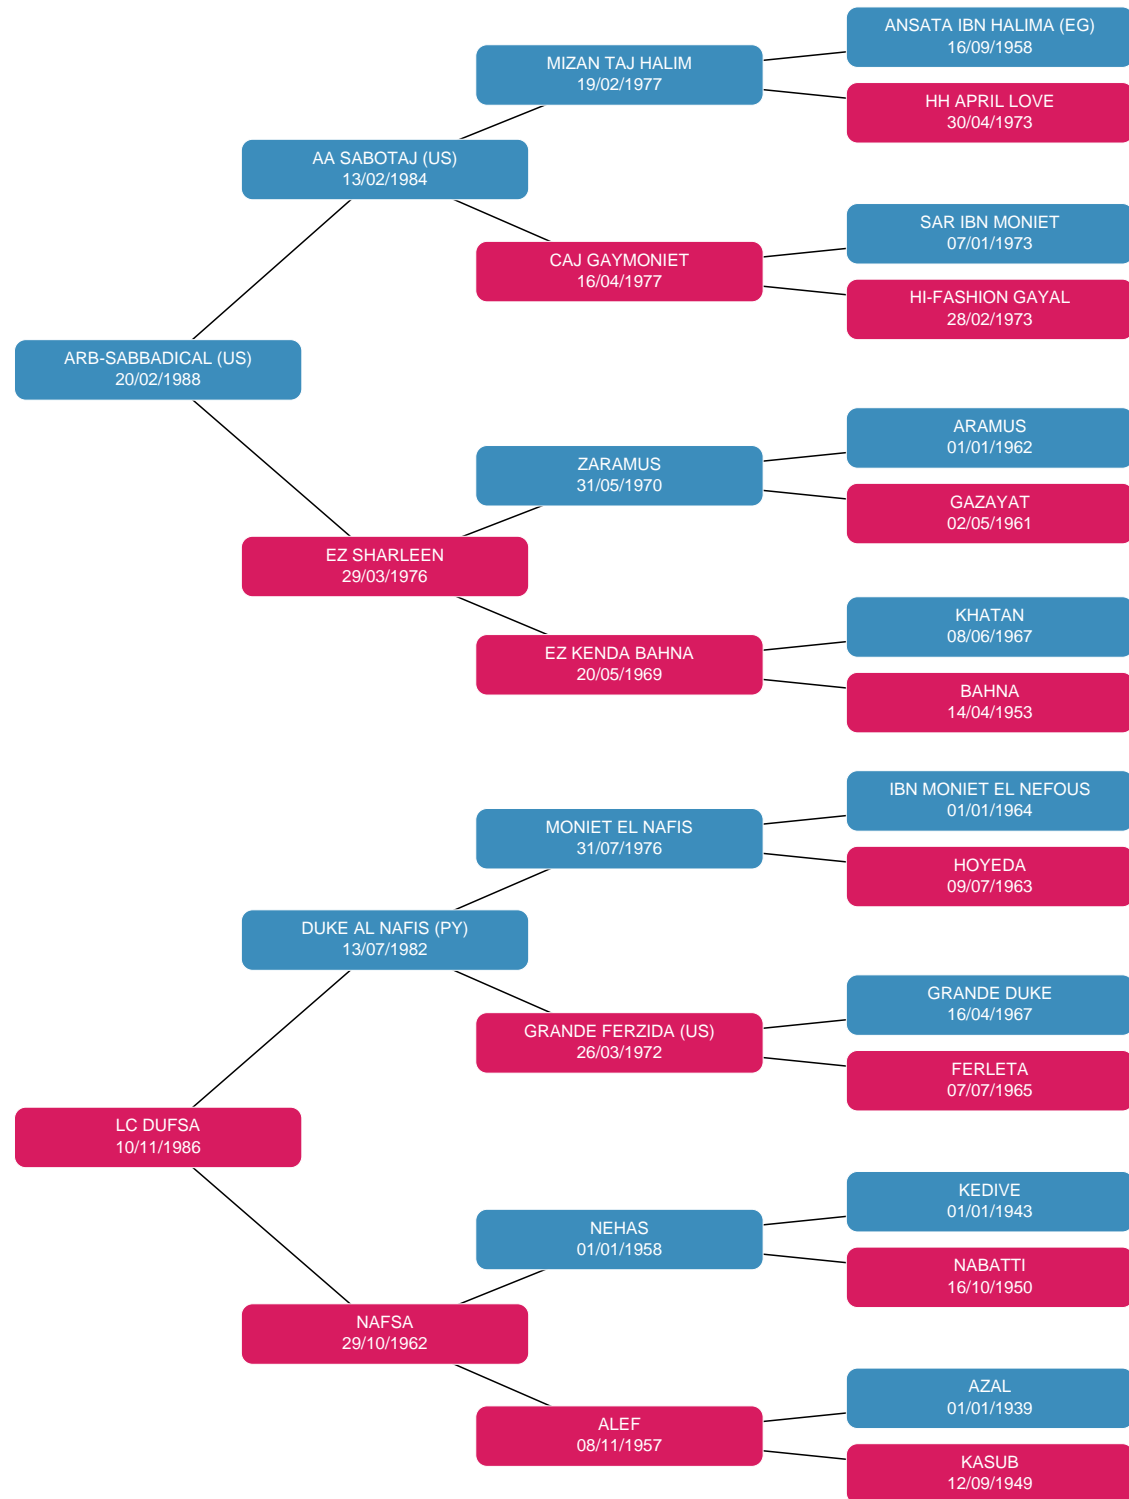 ANSATA IBN HALIMA (EG)
16/09/1958
MIZAN TAJ HALIM
19/02/1977
HH APRIL LOVE
30/04/1973
AA SABOTAJ (US)
13/02/1984
SAR IBN MONIET
07/01/1973
CAJ GAYMONIET
16/04/1977
HI-FASHION GAYAL
28/02/1973
ARB-SABBADICAL (US)
20/02/1988
ARAMUS
01/01/1962
ZARAMUS
31/05/1970
GAZAYAT
02/05/1961
EZ SHARLEEN
29/03/1976
KHATAN
08/06/1967
EZ KENDA BAHNA
20/05/1969
BAHNA
14/04/1953
IBN MONIET EL NEFOUS
01/01/1964
MONIET EL NAFIS
31/07/1976
HOYEDA
09/07/1963
DUKE AL NAFIS (PY)
13/07/1982
GRANDE DUKE
16/04/1967
GRANDE FERZIDA (US)
26/03/1972
FERLETA
07/07/1965
LC DUFSA
10/11/1986
KEDIVE
01/01/1943
NEHAS
01/01/1958
NABATTI
16/10/1950
NAFSA
29/10/1962
AZAL
01/01/1939
ALEF
08/11/1957
KASUB
12/09/1949